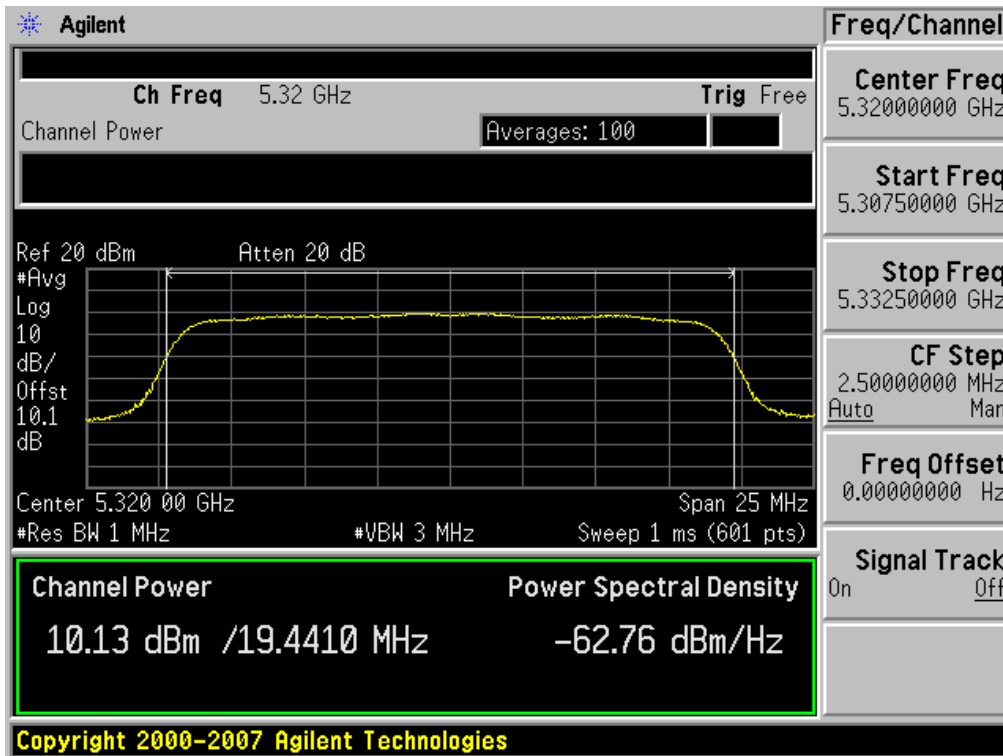 Agilent
Freq/Channel
Ch Freq 5.32 GHz Trig Free
Channel Power Averages: 100
Ref 20 dBm Atten 20 dB
#Avg
Log
10
dB/
Offst
10.1
dB
Center 5.320 00 GHz Span 25 MHz
#Res BW 1 MHz #VBW 3 MHz Sweep 1 ms (601 pts)
Channel Power Power Spectral Density
10.13 dBm /19.4410 MHz -62.76 dBm/Hz
Center Freq
5.32000000 GHz
Start Freq
5.30750000 GHz
Stop Freq
5.33250000 GHz
CF Step
2.50000000 MHz
Auto Man
Freq Offset
0.00000000 Hz
Signal Track
On Off
Copyright 2000-2007 Agilent Technologies